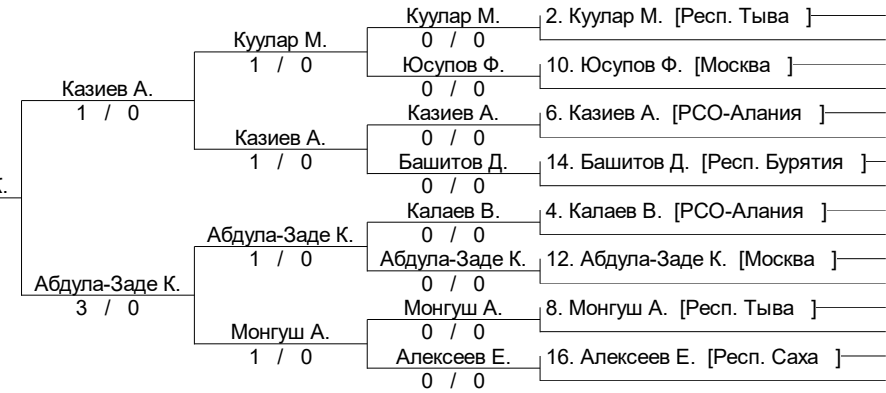 Куулар М.
2. Куулар М. [Респ. Тыва ]
0 / 0
Куулар М.
1 / 0
Юсупов Ф.
10. Юсупов Ф. [Москва ]
0 / 0
Казиев А.
1 / 0
Казиев А.
6. Казиев А. [РСО-Алания ]
0 / 0
Казиев А.
1 / 0
Башитов Д.
14. Башитов Д. [Респ. Бурятия ]
0 / 0
К.
Калаев В.
4. Калаев В. [РСО-Алания ]
0 / 0
Абдула-Заде К.
1 / 0
Абдула-Заде К.
12. Абдула-Заде К. [Москва ]
0 / 0
Абдула-Заде К.
3 / 0
Монгуш А.
8. Монгуш А. [Респ. Тыва ]
0 / 0
Монгуш А.
1 / 0
Алексеев Е.
16. Алексеев Е. [Респ. Саха ]
0 / 0